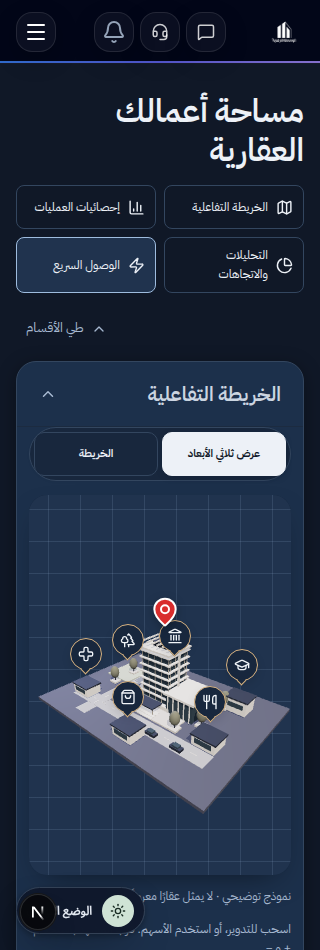 مساحة أعمالك
العقارية
الخريطة التفاعلية
إحصائيات العمليات
التحليلات
والاتجاهات
الوصول السريع
طي الأقسام
الخريطة التفاعلية
عرض ثلاثي الأبعاد
الخريطة
نموذج توضيحي · لا يمثل عقارًا
اسحب للتدوير، أو استخدم الأسهم،
الوضع
N